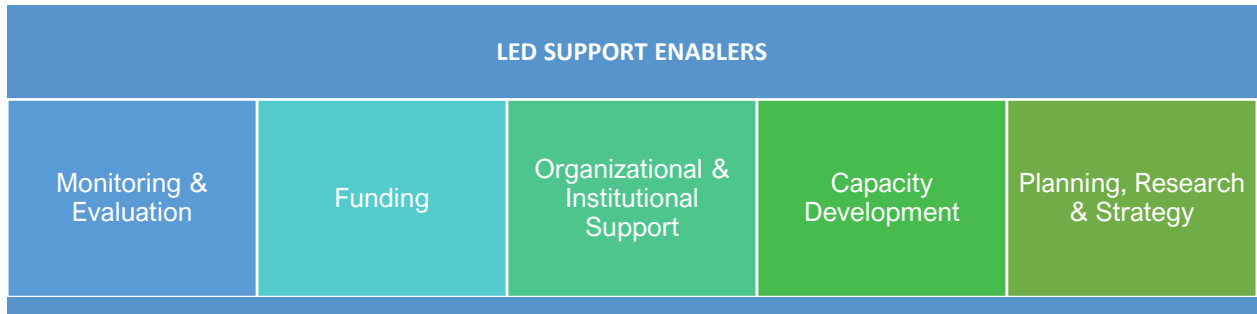 LED SUPPORT ENABLERS
Monitoring &
Evaluation
Funding
Organizational &
Institutional
Support
Capacity
Development
Planning, Research
& Strategy